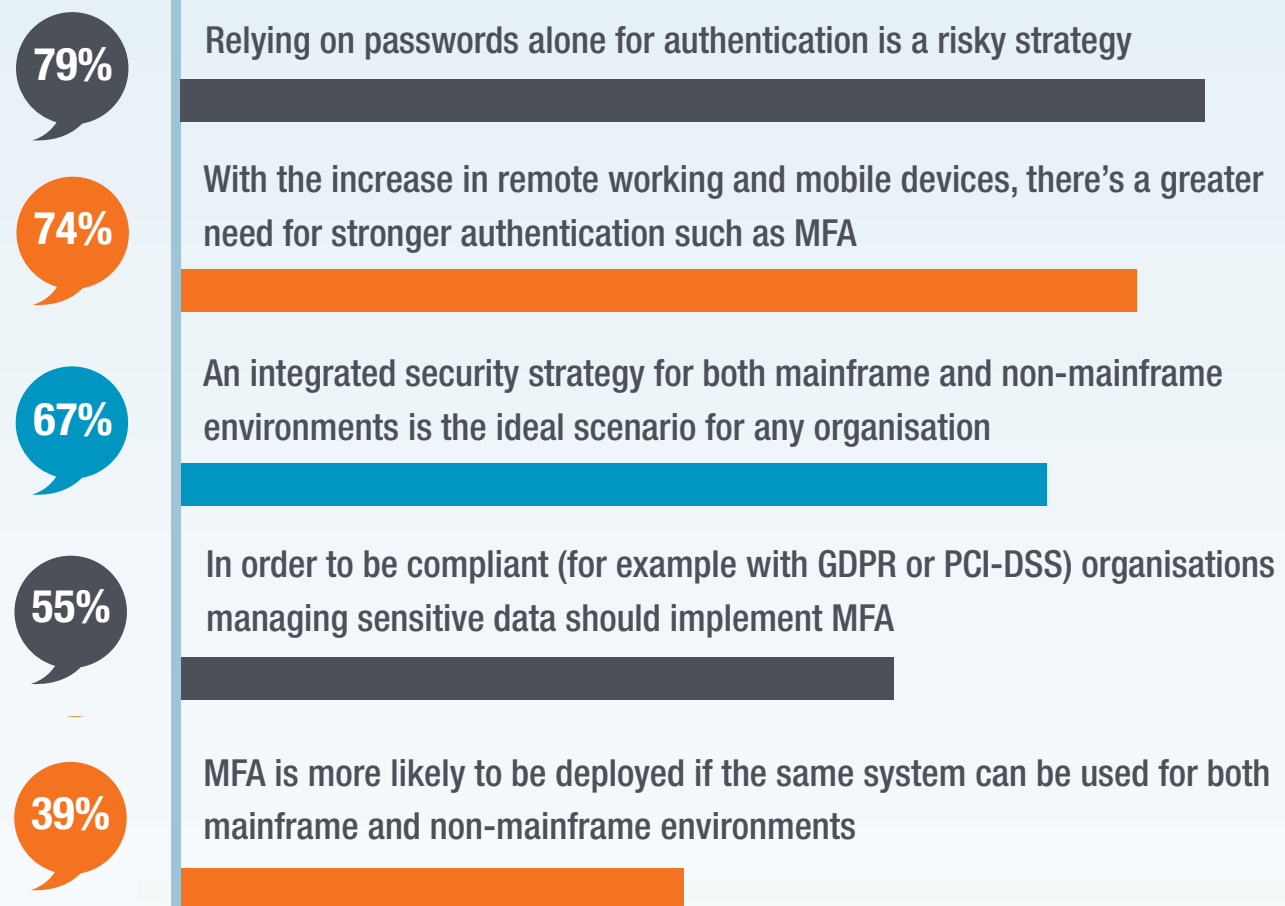 79%
Relying on passwords alone for authentication is a risky strategy
74%
With the increase in remote working and mobile devices, there's a greater
need for stronger authentication such as MFA
67%
An integrated security strategy for both mainframe and non-mainframe
environments is the ideal scenario for any organisation
55%
In order to be compliant (for example with GDPR or PCI-DSS) organisations
managing sensitive data should implement MFA
39%
MFA is more likely to be deployed if the same system can be used for both
mainframe and non-mainframe environments